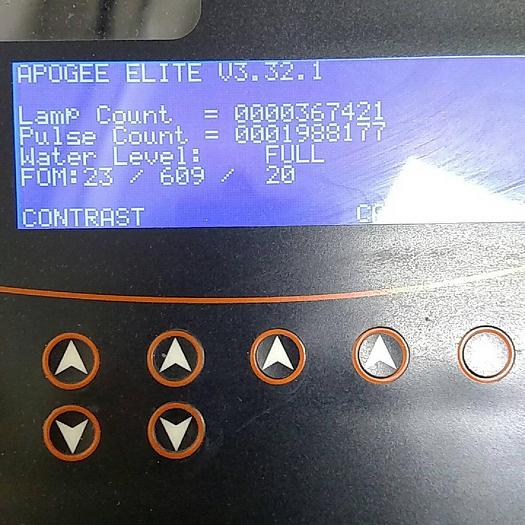 APOGEE ELITE V3.32.1
Lamp Count = 0000367421
Pulse Count = 0001988177
Water Level: FULL
FOM:23 / 609 / 20
CONTRAST